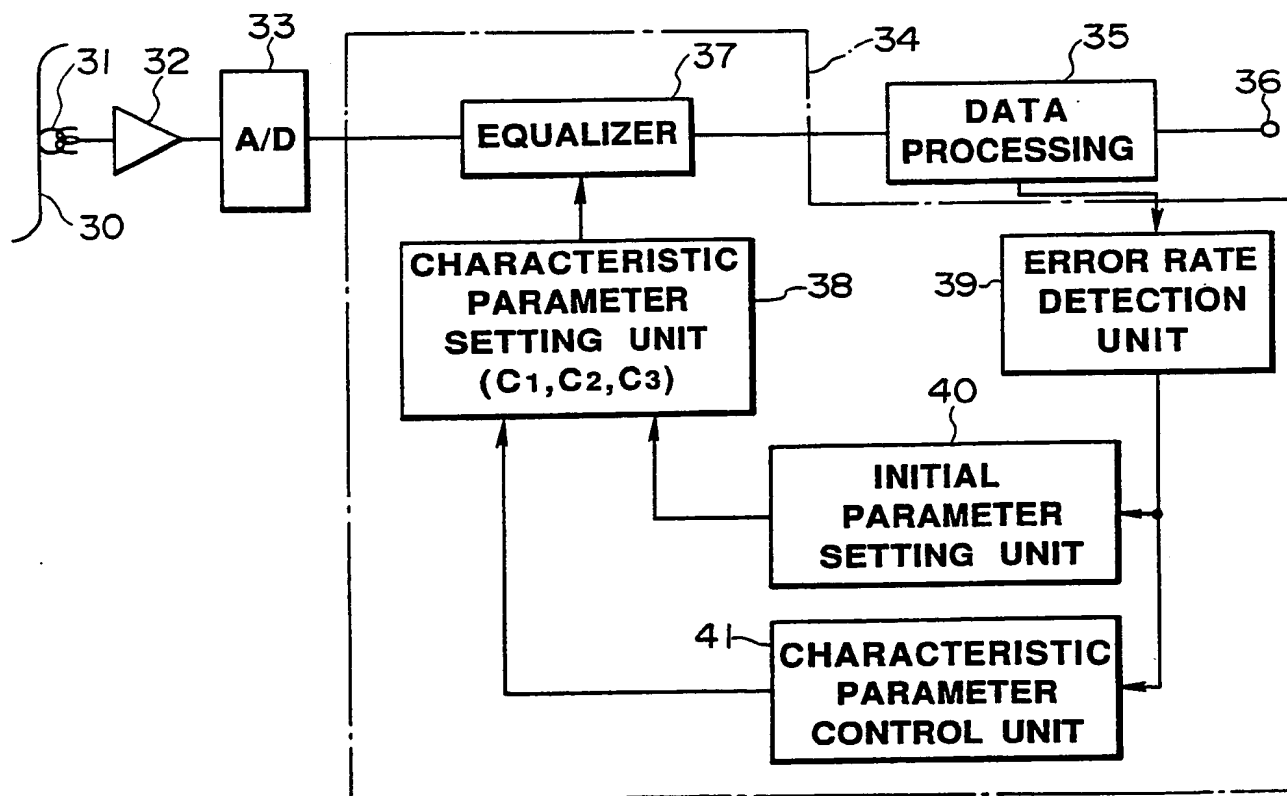 33
34
35
31
32
37
36
A/D
EQUALIZER
DATA
PROCESSING
30
CHARACTERISTIC
PARAMETER
SETTING UNIT
(C1,C2,C3)
38
39
ERROR RATE
DETECTION
UNIT
40
INITIAL
PARAMETER
SETTING UNIT
41
CHARACTERISTIC
PARAMETER
CONTROL UNIT